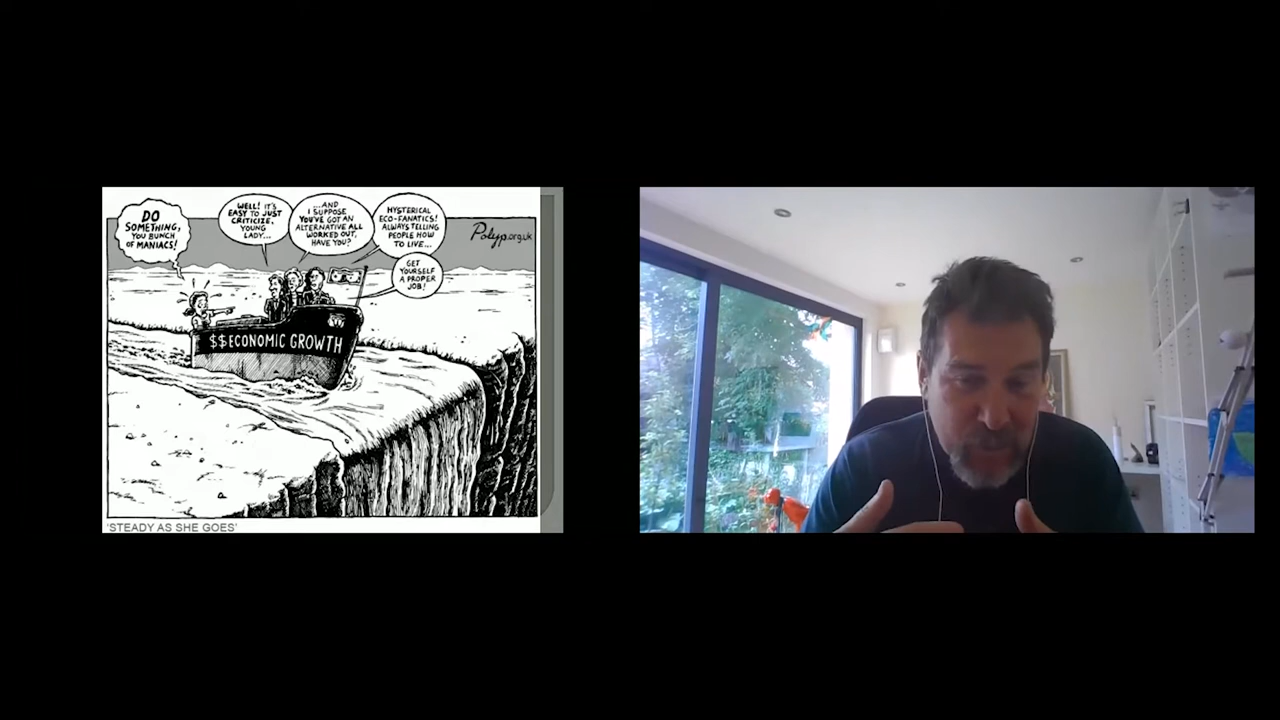 DO
SOMETHING,
YOU BUNCH
OF MANIACS!
WELL! IT'S
EASY TO JUST
CRITICIZE,
YOUNG
LADY...
...AND
I SUPPOSE
YOU'VE GOT AN
ALTERNATIVE ALL
WORKED OUT,
HAVE YOU?
HYSTERICAL
ECO-FANATICS!
ALWAYS TELLING
PEOPLE HOW
TO LIVE...
GET
YOURSELF
A PROPER
JOB!
Polyp.org.uk
$$ECONOMIC GROWTH
'STEADY AS SHE GOES'